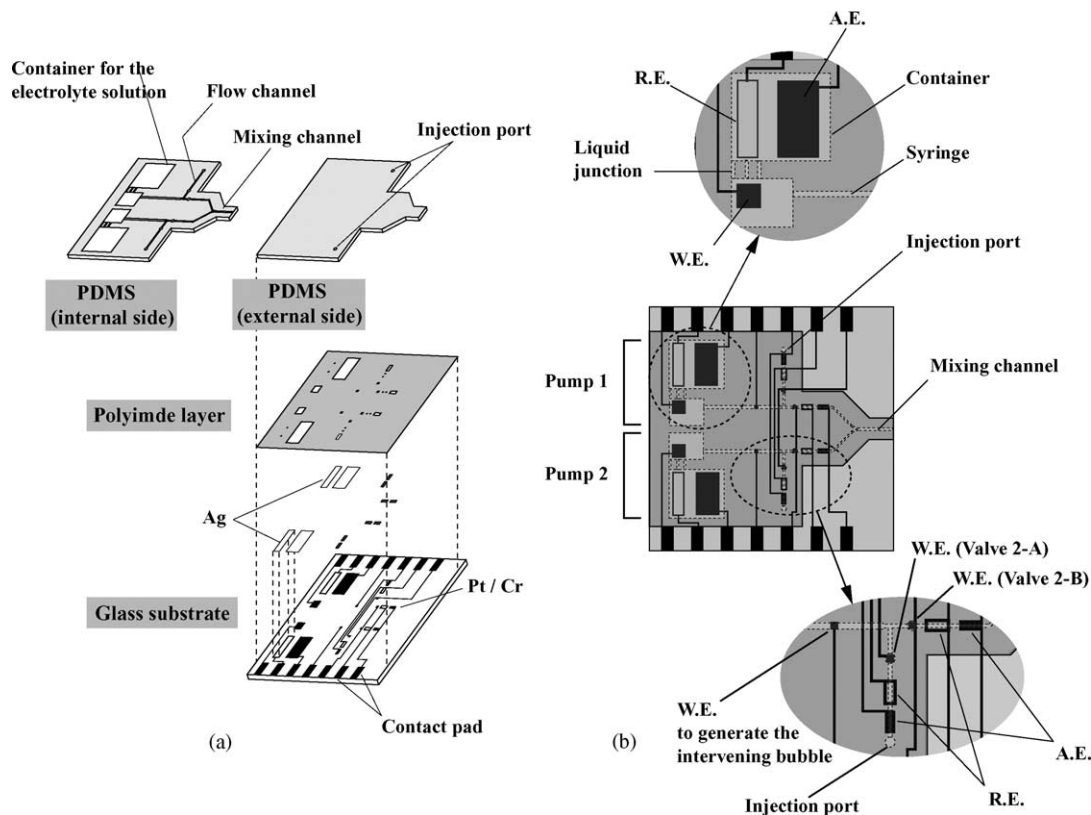 Container for the
electrolyte solution
Flow channel
Mixing channel
Injection port
PDMS
(internal side)
PDMS
(external side)
Polyimde layer
Ag
Glass substrate
Pt / Cr
Contact pad
(a)
A.E.
R.E.
Container
Liquid
junction
Syringe
W.E.
Injection port
Pump 1
Mixing channel
Pump 2
W.E. (Valve 2-A)
W.E. (Valve 2-B)
W.E.
to generate the
intervening bubble
A.E.
R.E.
Injection port
(b)